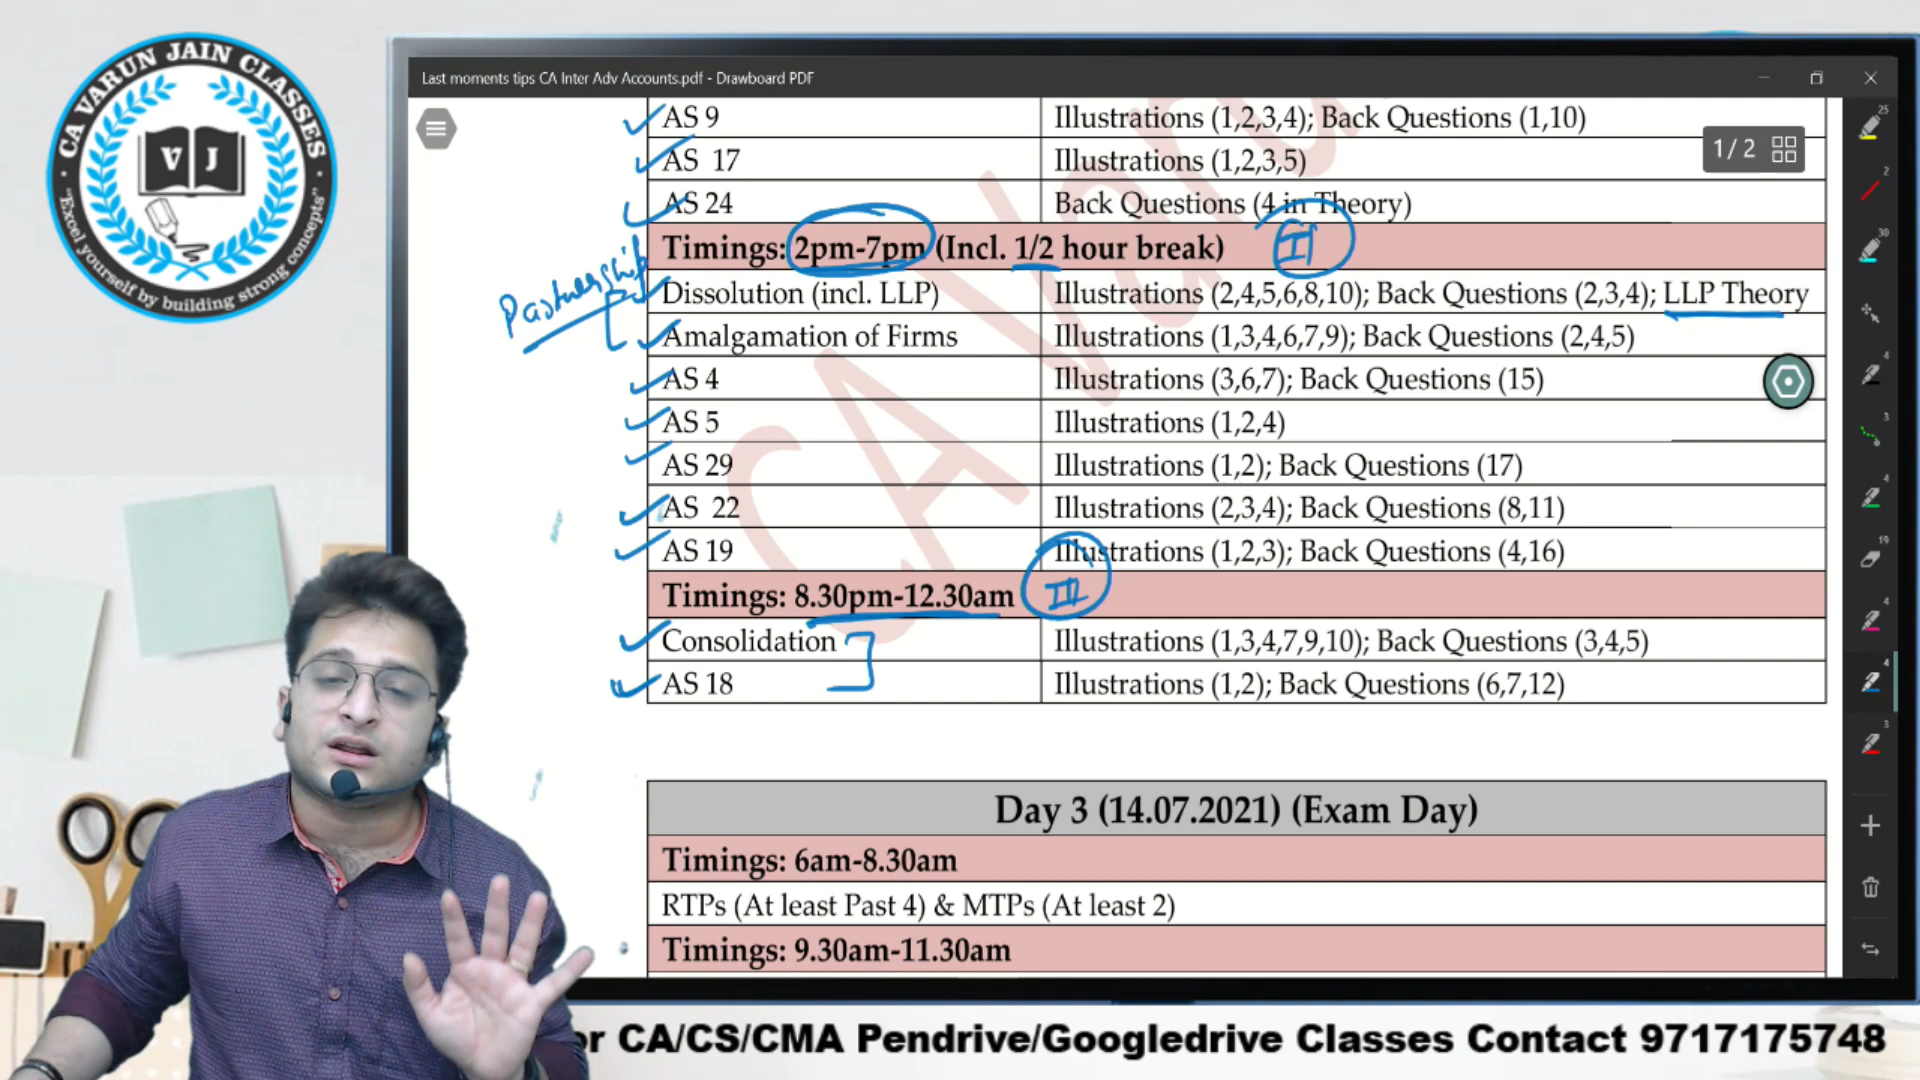 CA VARUN JAIN CLASSES
V J
"Excel yourself by building strong concepts"
Last moments tips CA Inter Adv Accounts.pdf - Drawboard PDF
1/2
AS 9 Illustrations (1,2,3,4); Back Questions (1,10)
AS 17 Illustrations (1,2,3,5)
AS 24 Back Questions (4 in Theory)
Timings: 2pm-7pm (Incl. 1/2 hour break) II
Partnership
Dissolution (incl. LLP) Illustrations (2,4,5,6,8,10); Back Questions (2,3,4); LLP Theory
Amalgamation of Firms Illustrations (1,3,4,6,7,9); Back Questions (2,4,5)
AS 4 Illustrations (3,6,7); Back Questions (15)
AS 5 Illustrations (1,2,4)
AS 29 Illustrations (1,2); Back Questions (17)
AS 22 Illustrations (2,3,4); Back Questions (8,11)
AS 19 Illustrations (1,2,3); Back Questions (4,16)
Timings: 8.30pm-12.30am III
Consolidation Illustrations (1,3,4,7,9,10); Back Questions (3,4,5)
AS 18 Illustrations (1,2); Back Questions (6,7,12)
Day 3 (14.07.2021) (Exam Day)
Timings: 6am-8.30am
RTPs (At least Past 4) & MTPs (At least 2)
Timings: 9.30am-11.30am
or CA/CS/CMA Pendrive/Googledrive Classes Contact 9717175748